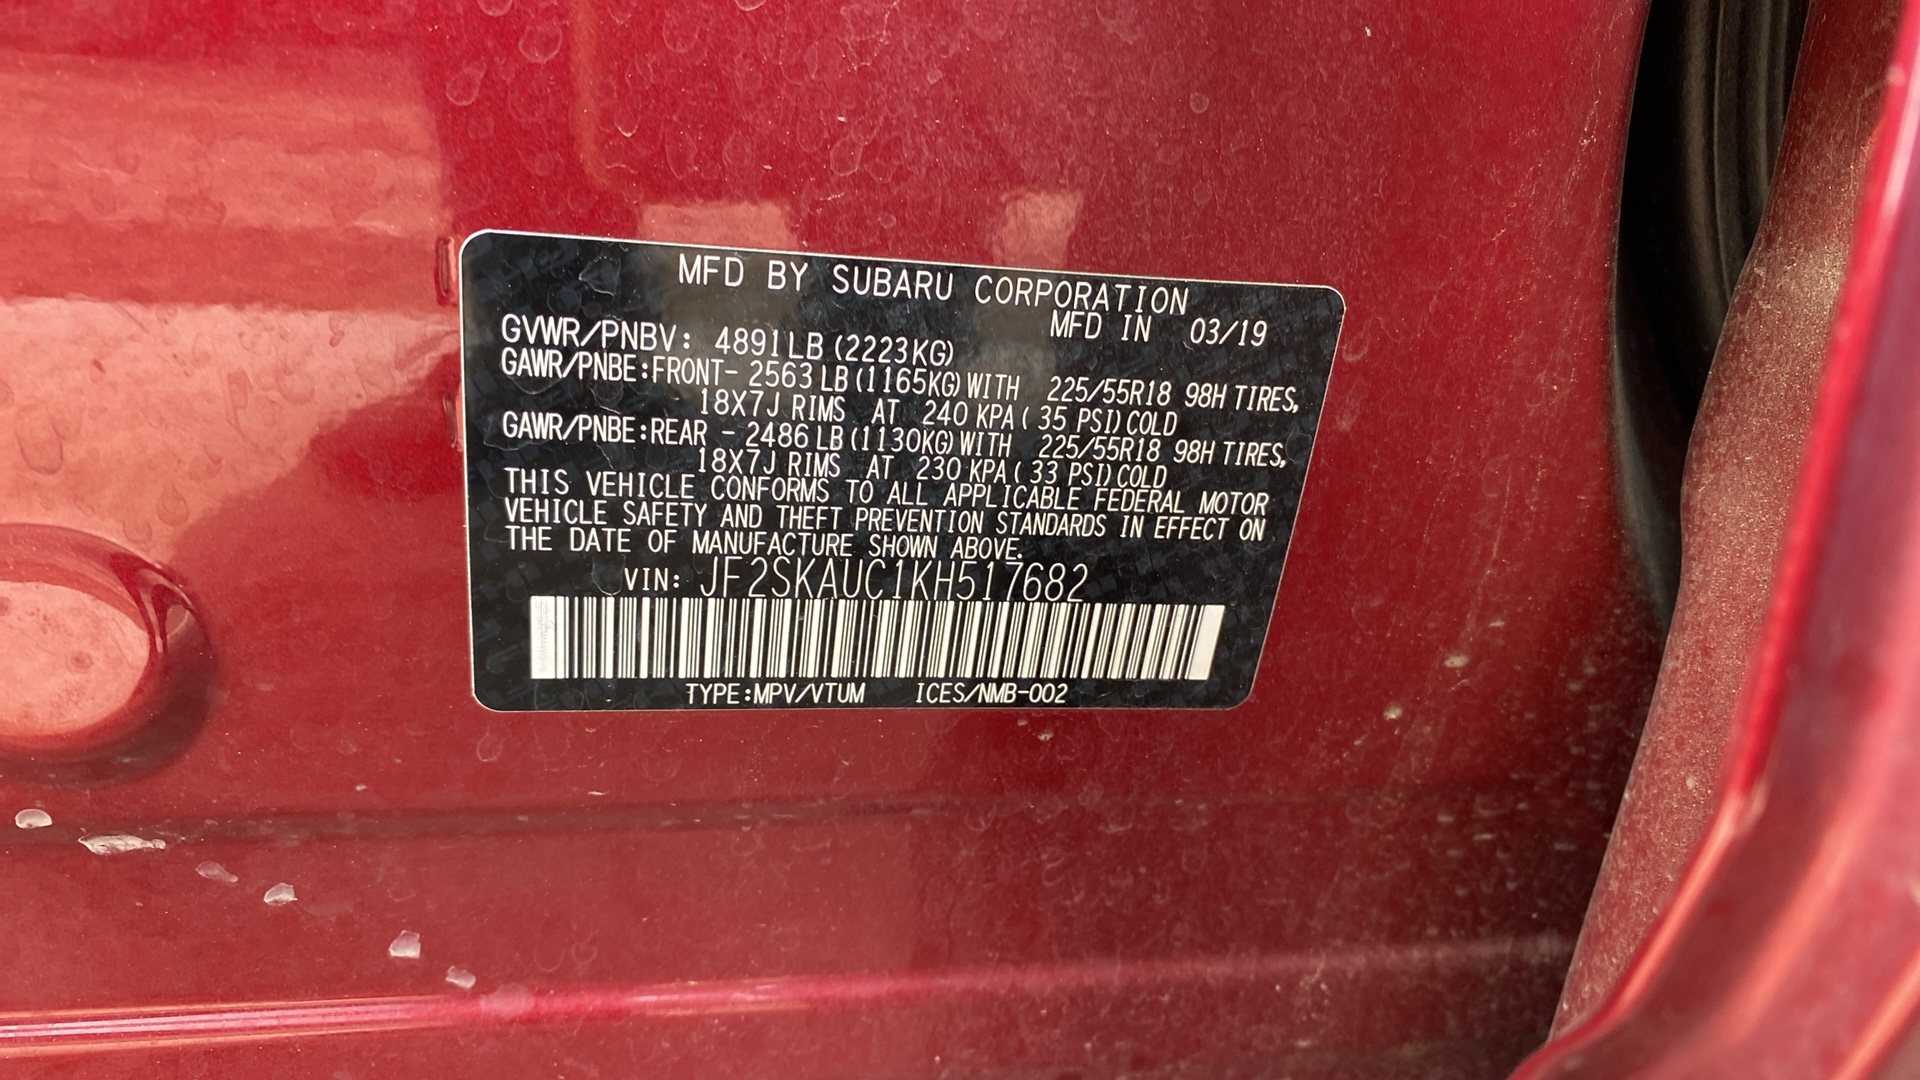 MFD BY SUBARU CORPORATION
MFD IN 03/19
GVWR/PNBV: 4891LB (2223KG)
GAWR/PNBE:FRONT- 2563 LB (1165KG) WITH 225/55R18 98H TIRES,
18X7J RIMS AT 240 KPA ( 35 PSI) COLD
GAWR/PNBE:REAR - 2486 LB (1130KG) WITH 225/55R18 98H TIRES,
18X7J RIMS AT 230 KPA ( 33 PSI) COLD
THIS VEHICLE CONFORMS TO ALL APPLICABLE FEDERAL MOTOR
VEHICLE SAFETY AND THEFT PREVENTION STANDARDS IN EFFECT ON
THE DATE OF MANUFACTURE SHOWN ABOVE.
VIN: JF2SKAUC1KH517682
TYPE:MPV/VTUM ICES/NMB-002